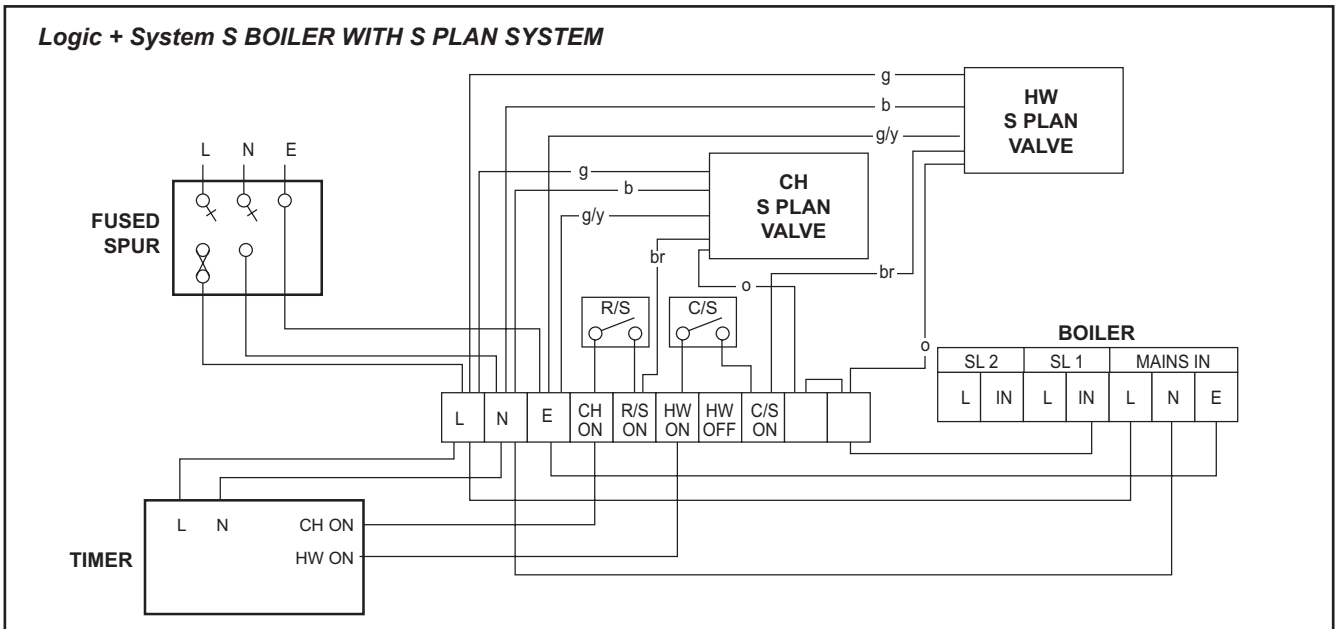 Logic + System S BOILER WITH S PLAN SYSTEM
g
HW
S PLAN
VALVE
b
g/y
L N E
g
CH
S PLAN
VALVE
b
g/y
FUSED
SPUR
br
br
o
R/S
C/S
o
BOILER
SL 2 SL 1 MAINS IN
L IN L IN L N E
L N E CH ON R/S ON HW ON HW OFF C/S ON
L N CH ON
HW ON
TIMER